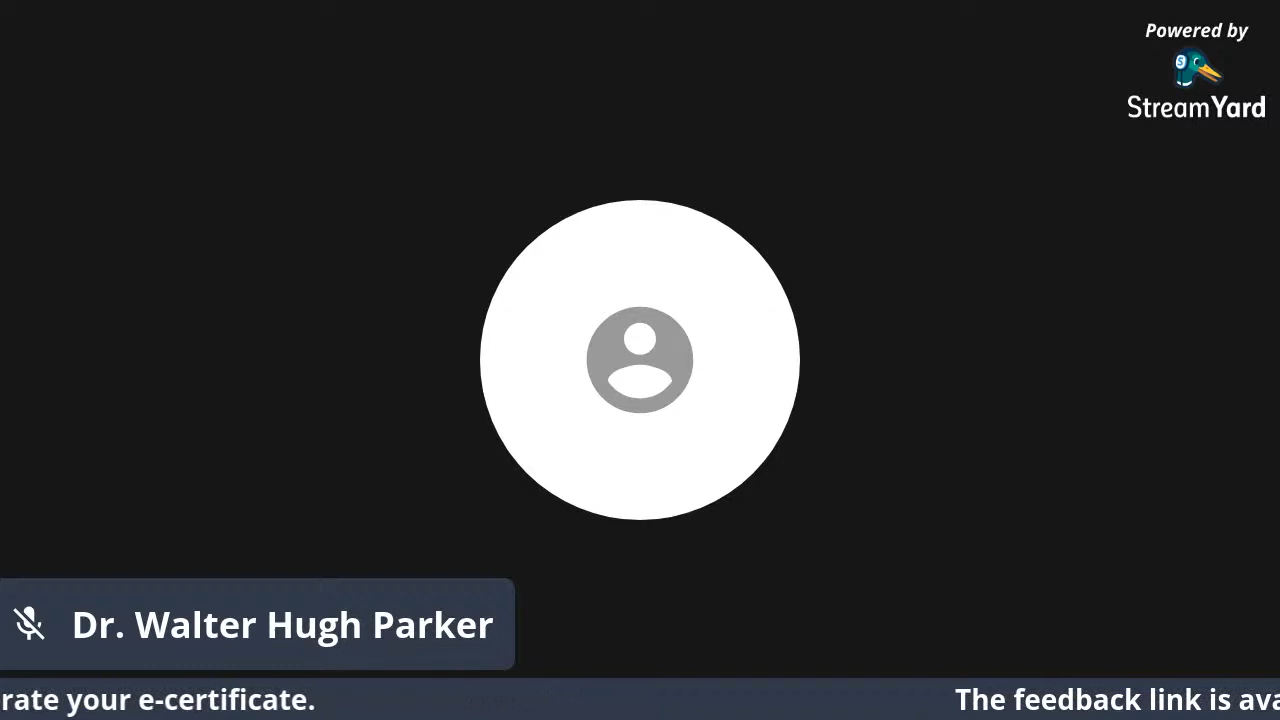 Powered by
S
StreamYard
Dr. Walter Hugh Parker
rate your e-certificate. The feedback link is ava